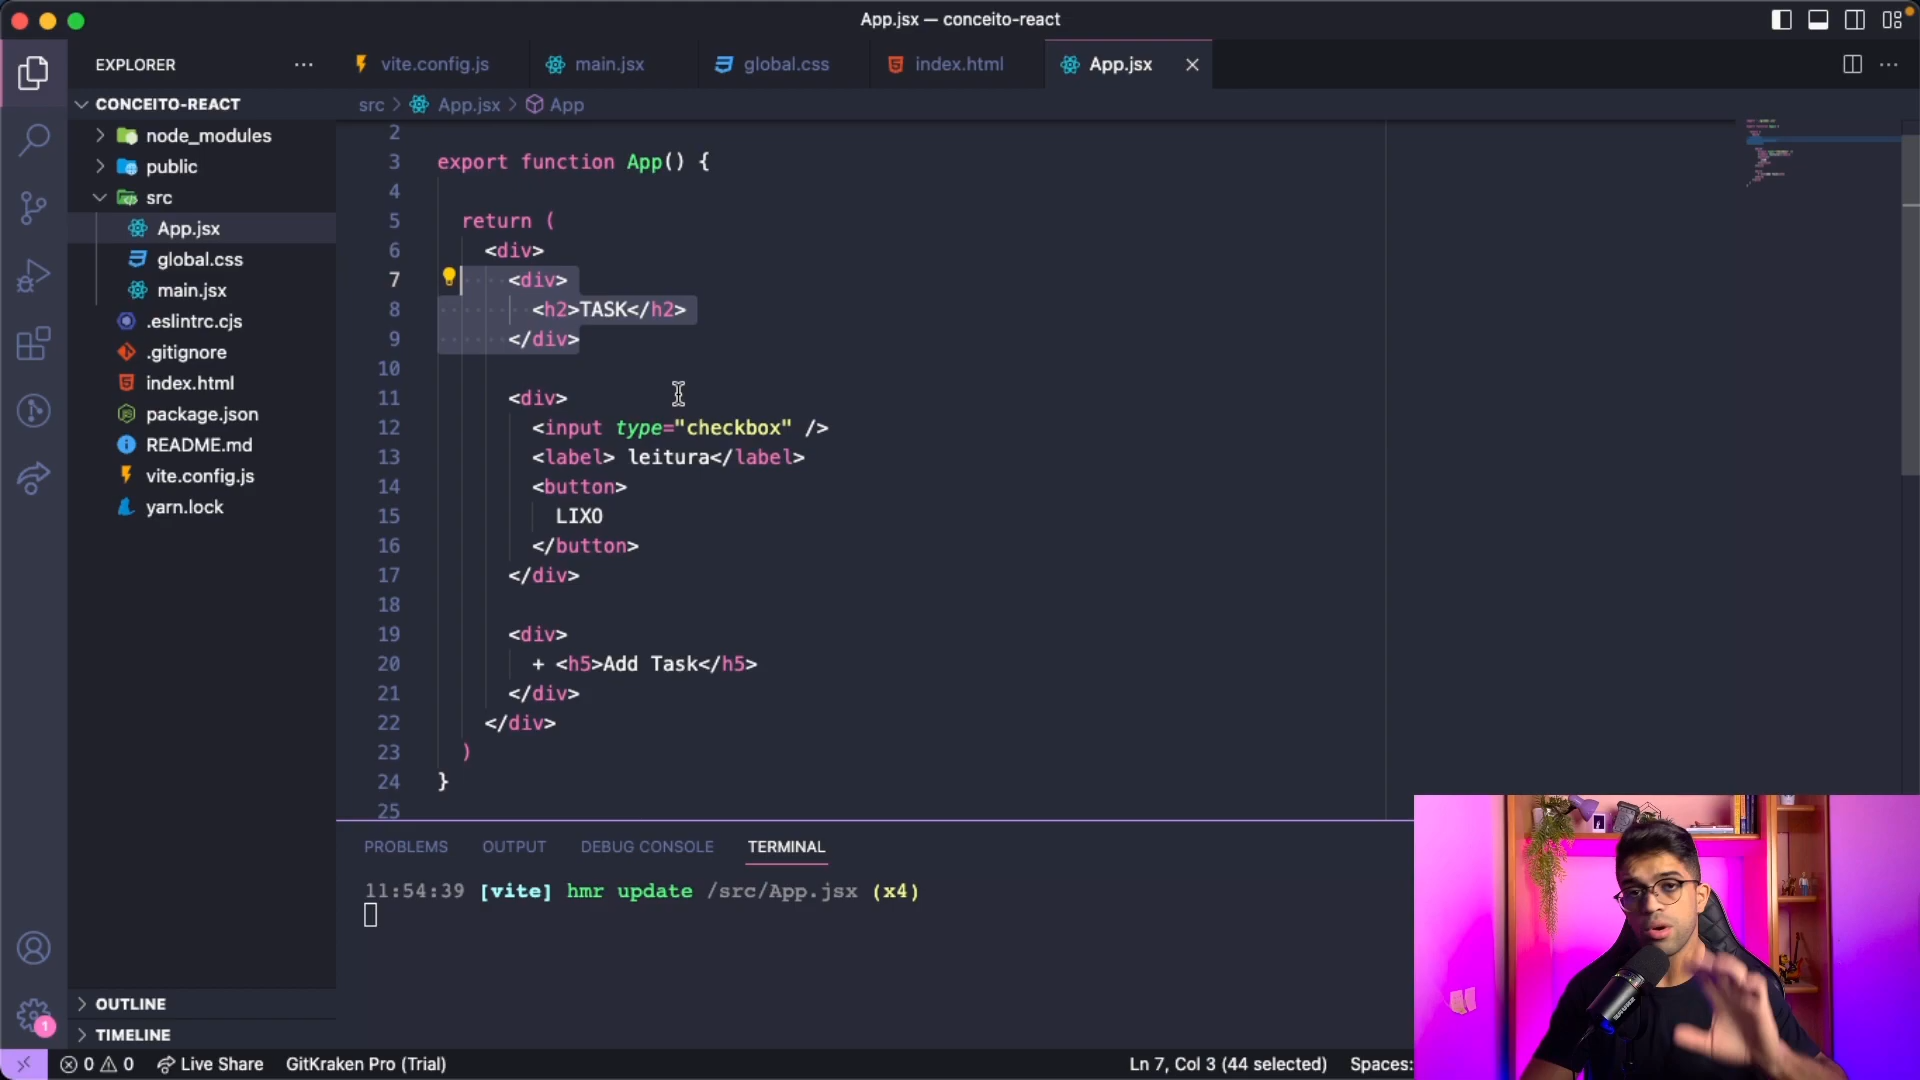 App.jsx — conceito-react
EXPLORER
vite.config.js
main.jsx
global.css
index.html
App.jsx
CONCEITO-REACT
src > App.jsx > App
node_modules
public
src
App.jsx
global.css
main.jsx
.eslintrc.cjs
.gitignore
index.html
package.json
README.md
vite.config.js
yarn.lock
OUTLINE
TIMELINE
2
3 export function App() {
4
5 return (
6 <div>
7 <div>
8 <h2>TASK</h2>
9 </div>
10
11 <div>
12 <input type="checkbox" />
13 <label> leitura</label>
14 <button>
15 LIXO
16 </button>
17 </div>
18
19 <div>
20 + <h5>Add Task</h5>
21 </div>
22 </div>
23 )
24 }
25
PROBLEMS OUTPUT DEBUG CONSOLE TERMINAL
11:54:39 [vite] hmr update /src/App.jsx (x4)
1
0 0 Live Share GitKraken Pro (Trial) Ln 7, Col 3 (44 selected) Spaces: